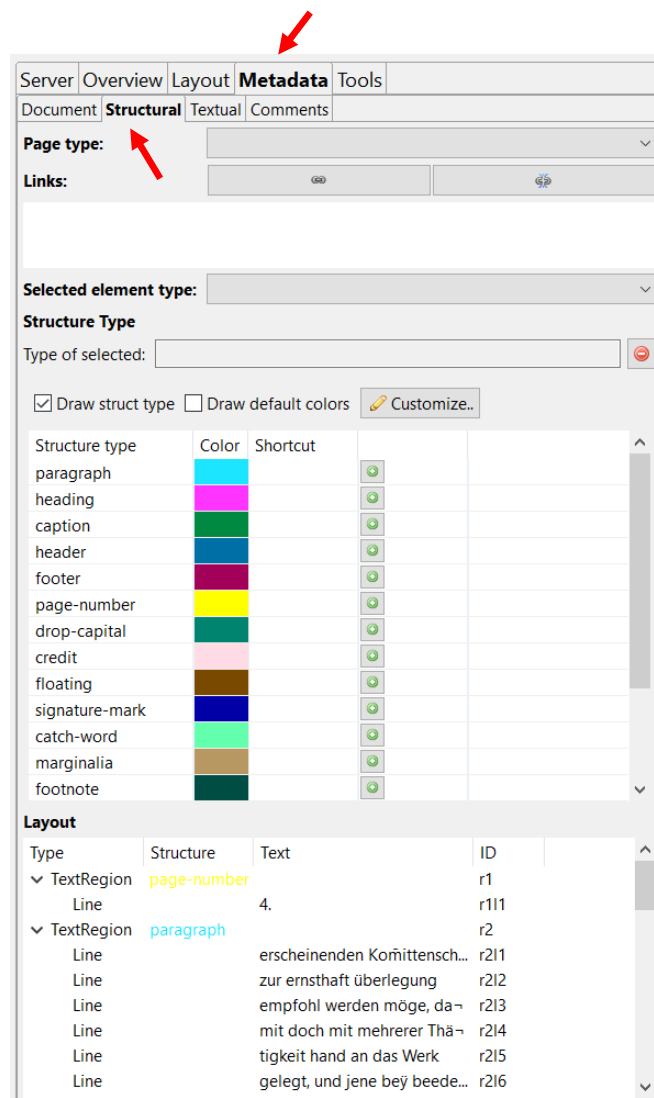 Server Overview Layout Metadata Tools
Document Structural Textual Comments
Page type:
Links:
Selected element type:
Structure Type
Type of selected:
Draw struct type Draw default colors Customize..
Structure type Color Shortcut
paragraph
heading
caption
header
footer
page-number
drop-capital
credit
floating
signature-mark
catch-word
marginalia
footnote
Layout
Type Structure Text ID
TextRegion page-number r1
Line 4. r1l1
TextRegion paragraph r2
Line erscheinenden Kom̄ittensch... r2l1
Line zur ernsthaft überlegung r2l2
Line empfohl werden möge, da¬ r2l3
Line mit doch mit mehrerer Thä¬ r2l4
Line tigkeit hand an das Werk r2l5
Line gelegt, und jene beÿ beede... r2l6